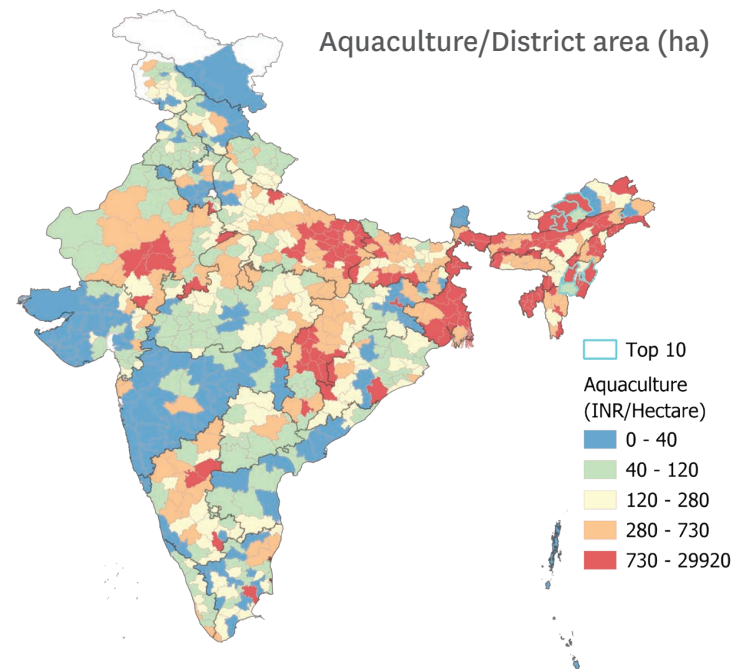 Aquaculture/District area (ha)
Top 10
Aquaculture
(INR/Hectare)
0 - 40
40 - 120
120 - 280
280 - 730
730 - 29920